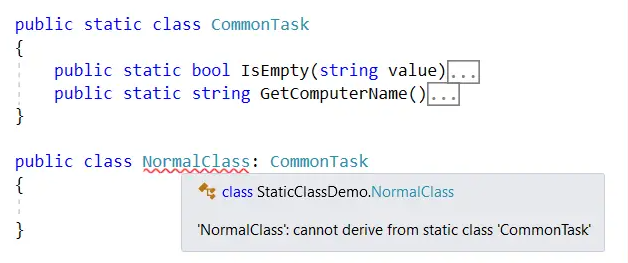 public static class CommonTask
{
    public static bool IsEmpty(string value)...
    public static string GetComputerName()...
}
public class NormalClass: CommonTask
{
class StaticClassDemo.NormalClass
'NormalClass': cannot derive from static class 'CommonTask'
}